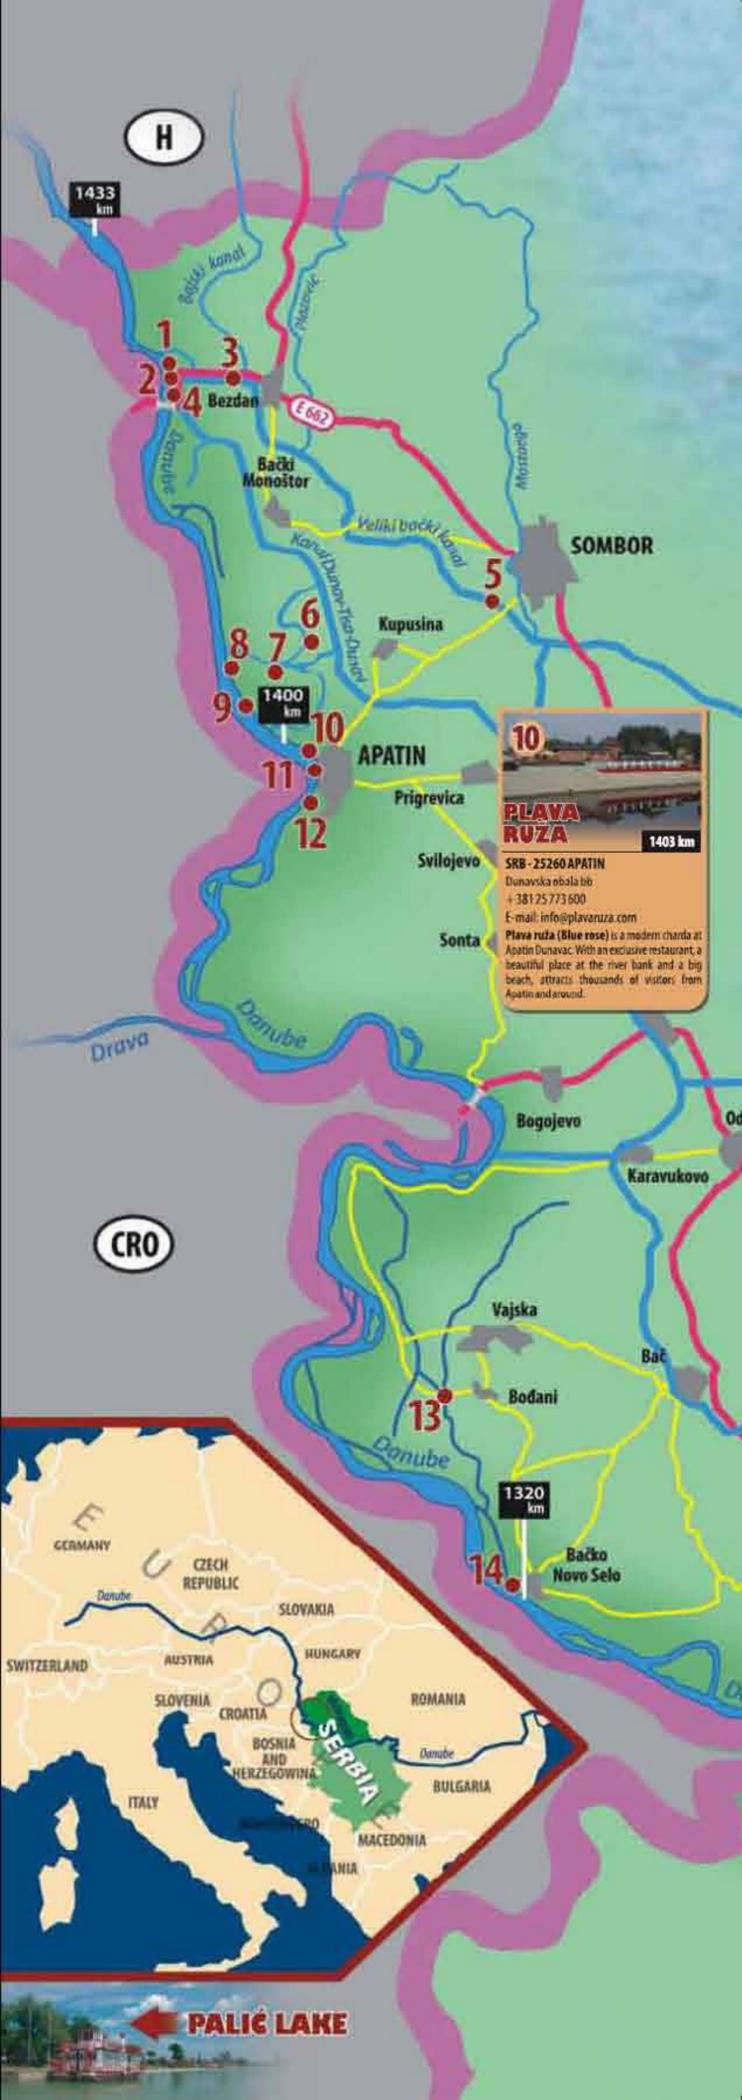 H
1433
km
Bajski kanal
Plazović
1
2
3
4
Bezdan
E 662
Danube
Mostonga
Bački
Monoštor
Veliki bački kanal
SOMBOR
Kanal Dunav-Tisa-Dunav
5
6
Kupusina
8
7
9
1400
km
10
11
APATIN
12
Prigrevica
Svilojevo
Sonta
10
PLAVA
RUŽA
1403 km
SRB - 25260 APATIN
Dunavska obala bb
+ 381 25 773 600
E-mail: info@plavaruza.com
Plava ruža (Blue rose) is a modern charda at
Apatin Dunavac. With an exclusive restaurant, a
beautiful place at the river bank and a big
beach, attracts thousands of visitors from
Apatin and around.
Danube
Drava
Bogojevo
Od
Karavukovo
CRO
Vajska
Bač
Bođani
13
Danube
1320
km
14
Bačko
Novo Selo
EUROPE
GERMANY
CZECH
REPUBLIC
Danube
SLOVAKIA
SWITZERLAND
AUSTRIA
HUNGARY
SLOVENIA
CROATIA
ROMANIA
BOSNIA
AND
HERZEGOWINA
SERBIA
Danube
BULGARIA
ITALY
MACEDONIA
PALIĆ LAKE